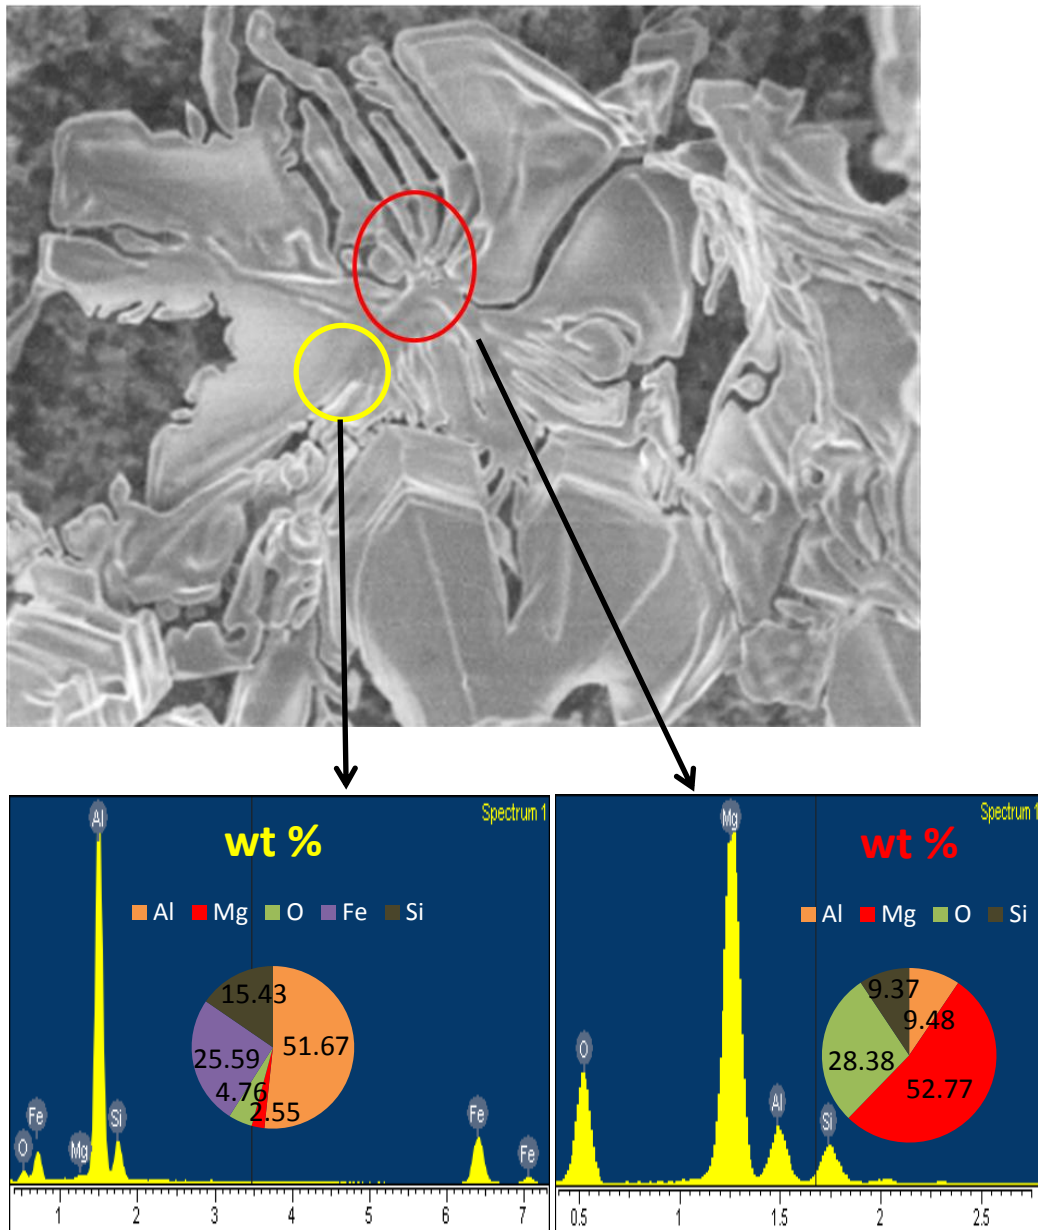 Spectrum 1
Al
wt %
Al Mg O Fe Si
15.43
51.67
25.59
4.76
2.55
Fe
O
Mg
Si
Fe
Fe
1 2 3 4 5 6 7
Spectrum 1
Mg
wt %
Al Mg O Si
9.37
9.48
28.38
52.77
O
Al
Si
0.5 1 1.5 2 2.5